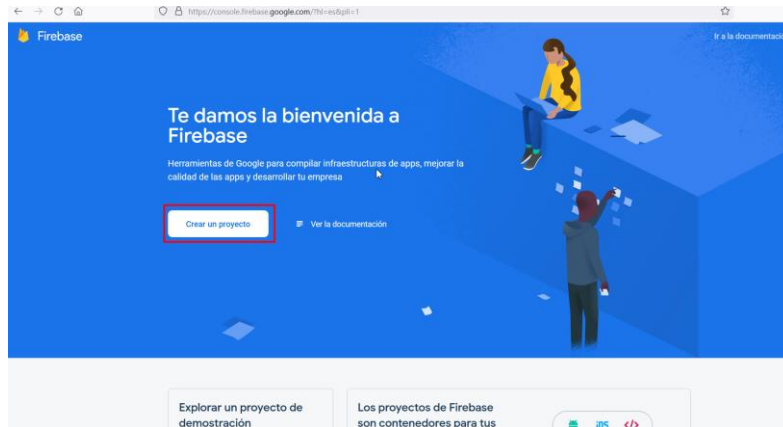 https://console.firebase.google.com/?hl=es&pli=1
Firebase
Ir a la documentació
Te damos la bienvenida a
Firebase
Herramientas de Google para compilar infraestructuras de apps, mejorar la
calidad de las apps y desarrollar tu empresa
Crear un proyecto
Ver la documentación
Explorar un proyecto de
demostración
Los proyectos de Firebase
son contenedores para tus
iOS
</>